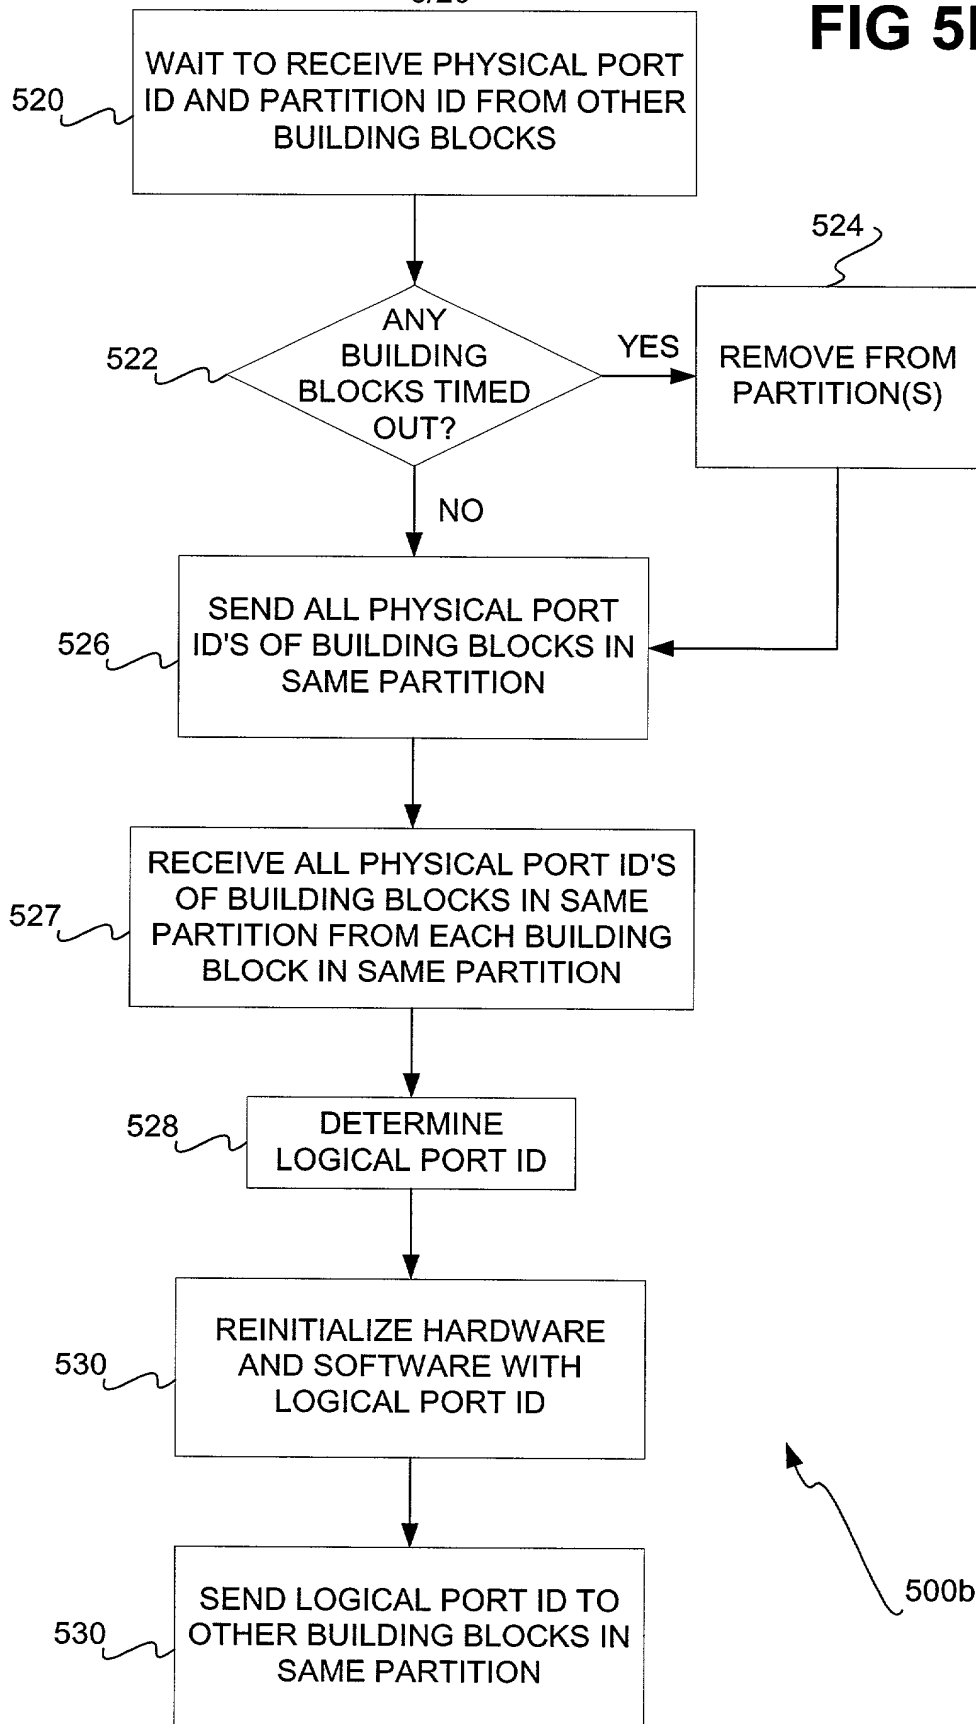 FIG 5
520
WAIT TO RECEIVE PHYSICAL PORT
ID AND PARTITION ID FROM OTHER
BUILDING BLOCKS
522
ANY
BUILDING
BLOCKS TIMED
OUT?
YES
524
REMOVE FROM
PARTITION(S)
NO
526
SEND ALL PHYSICAL PORT
ID'S OF BUILDING BLOCKS IN
SAME PARTITION
527
RECEIVE ALL PHYSICAL PORT ID'S
OF BUILDING BLOCKS IN SAME
PARTITION FROM EACH BUILDING
BLOCK IN SAME PARTITION
528
DETERMINE
LOGICAL PORT ID
530
REINITIALIZE HARDWARE
AND SOFTWARE WITH
LOGICAL PORT ID
530
SEND LOGICAL PORT ID TO
OTHER BUILDING BLOCKS IN
SAME PARTITION
500b